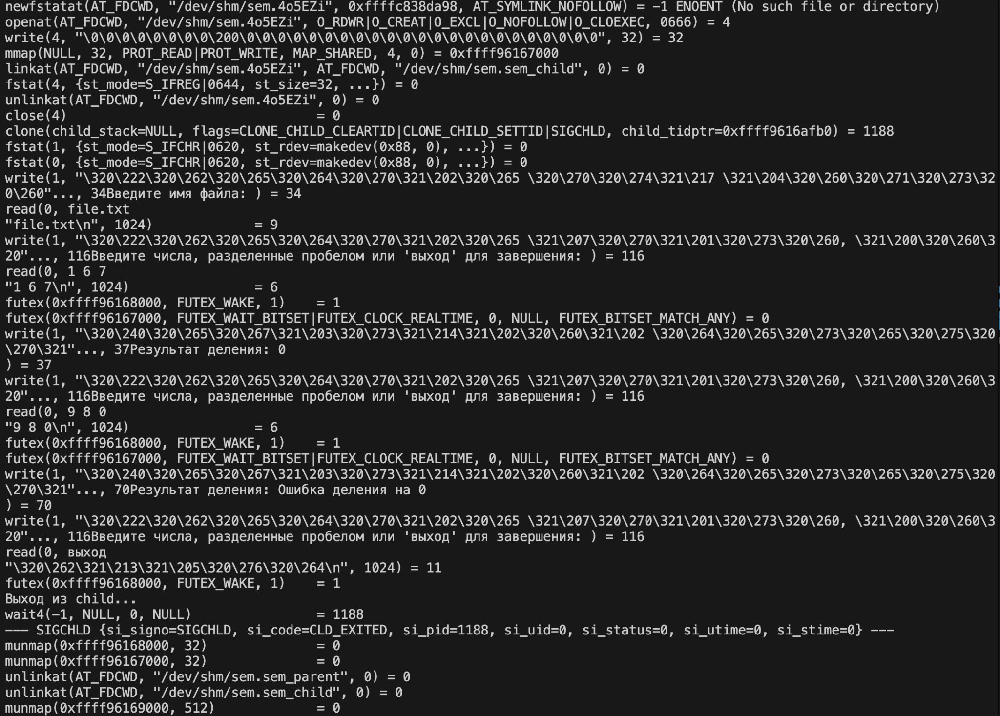 newfstatat(AT_FDCWD, "/dev/shm/sem.4o5EZi", 0xffffc838da98, AT_SYMLINK_NOFOLLOW) = -1 ENOENT (No such file or directory)
openat(AT_FDCWD, "/dev/shm/sem.4o5EZi", O_RDWR|O_CREAT|O_EXCL|O_NOFOLLOW|O_CLOEXEC, 0666) = 4
write(4, "\0\0\0\0\0\0\0\0\200\0\0\0\0\0\0\0\0\0\0\0\0\0\0\0\0\0\0\0\0\0\0\0", 32) = 32
mmap(NULL, 32, PROT_READ|PROT_WRITE, MAP_SHARED, 4, 0) = 0xffff96167000
linkat(AT_FDCWD, "/dev/shm/sem.4o5EZi", AT_FDCWD, "/dev/shm/sem.sem_child", 0) = 0
fstat(4, {st_mode=S_IFREG|0644, st_size=32, ...}) = 0
unlinkat(AT_FDCWD, "/dev/shm/sem.4o5EZi", 0) = 0
close(4)                                = 0
clone(child_stack=NULL, flags=CLONE_CHILD_CLEARTID|CLONE_CHILD_SETTID|SIGCHLD, child_tidptr=0xffff9616afb0) = 1188
fstat(1, {st_mode=S_IFCHR|0620, st_rdev=makedev(0x88, 0), ...}) = 0
fstat(0, {st_mode=S_IFCHR|0620, st_rdev=makedev(0x88, 0), ...}) = 0
write(1, "\320\222\320\262\320\265\320\264\320\270\321\202\320\265 \320\270\320\274\321\217 \321\204\320\260\320\271\320\273\32
0\260"..., 34Введите имя файла: ) = 34
read(0, file.txt
"file.txt\n", 1024)             = 9
write(1, "\320\222\320\262\320\265\320\264\320\270\321\202\320\265 \321\207\320\270\321\201\320\273\320\260, \321\200\320\260\3
20"..., 116Введите числа, разделенные пробелом или 'выход' для завершения: ) = 116
read(0, 1 6 7
"1 6 7\n", 1024)                = 6
futex(0xffff96168000, FUTEX_WAKE, 1)    = 1
futex(0xffff96167000, FUTEX_WAIT_BITSET|FUTEX_CLOCK_REALTIME, 0, NULL, FUTEX_BITSET_MATCH_ANY) = 0
write(1, "\320\240\320\265\320\267\321\203\320\273\321\214\321\202\320\260\321\202 \320\264\320\265\320\273\320\265\320\275\320
\270\321"..., 37Результат деления: 0
) = 37
write(1, "\320\222\320\262\320\265\320\264\320\270\321\202\320\265 \321\207\320\270\321\201\320\273\320\260, \321\200\320\260\3
20"..., 116Введите числа, разделенные пробелом или 'выход' для завершения: ) = 116
read(0, 9 8 0
"9 8 0\n", 1024)                = 6
futex(0xffff96168000, FUTEX_WAKE, 1)    = 1
futex(0xffff96167000, FUTEX_WAIT_BITSET|FUTEX_CLOCK_REALTIME, 0, NULL, FUTEX_BITSET_MATCH_ANY) = 0
write(1, "\320\240\320\265\320\267\321\203\320\273\321\214\321\202\320\260\321\202 \320\264\320\265\320\273\320\265\320\275\320
\270\321"..., 70Результат деления: Ошибка деления на 0
) = 70
write(1, "\320\222\320\262\320\265\320\264\320\270\321\202\320\265 \321\207\320\270\321\201\320\273\320\260, \321\200\320\260\3
20"..., 116Введите числа, разделенные пробелом или 'выход' для завершения: ) = 116
read(0, выход
"\320\262\321\213\321\205\320\276\320\264\n", 1024) = 11
futex(0xffff96168000, FUTEX_WAKE, 1)    = 1
Выход из child...
wait4(-1, NULL, 0, NULL)                = 1188
--- SIGCHLD {si_signo=SIGCHLD, si_code=CLD_EXITED, si_pid=1188, si_uid=0, si_status=0, si_utime=0, si_stime=0} ---
munmap(0xffff96168000, 32)              = 0
munmap(0xffff96167000, 32)              = 0
unlinkat(AT_FDCWD, "/dev/shm/sem.sem_parent", 0) = 0
unlinkat(AT_FDCWD, "/dev/shm/sem.sem_child", 0) = 0
munmap(0xffff96169000, 512)             = 0